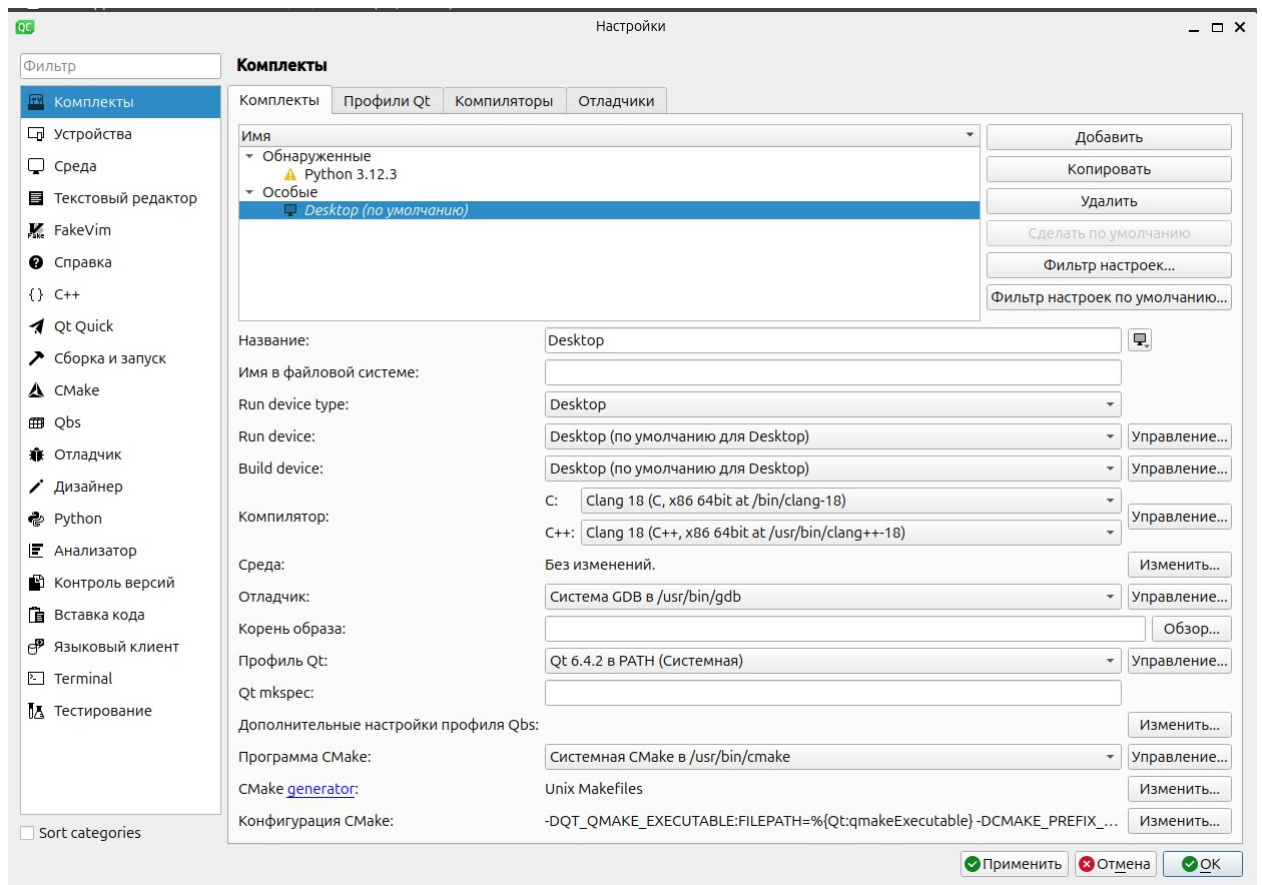 QC
Настройки
Фильтр
Комплекты
Устройства
Среда
Текстовый редактор
FakeVim
Справка
{} C++
Qt Quick
Сборка и запуск
CMake
Qbs
Отладчик
Дизайнер
Python
Анализатор
Контроль версий
Вставка кода
Языковый клиент
Terminal
Тестирование
Sort categories
Комплекты
Комплекты Профили Qt Компиляторы Отладчики
Имя
Обнаруженные
Python 3.12.3
Особые
Desktop (по умолчанию)
Добавить
Копировать
Удалить
Сделать по умолчанию
Фильтр настроек...
Фильтр настроек по умолчанию...
Название: Desktop
Имя в файловой системе:
Run device type: Desktop
Run device: Desktop (по умолчанию для Desktop) Управление...
Build device: Desktop (по умолчанию для Desktop) Управление...
Компилятор:
C: Clang 18 (C, x86 64bit at /bin/clang-18)
C++: Clang 18 (C++, x86 64bit at /usr/bin/clang++-18)
Управление...
Среда: Без изменений. Изменить...
Отладчик: Система GDB в /usr/bin/gdb Управление...
Корень образа: Обзор...
Профиль Qt: Qt 6.4.2 в PATH (Системная) Управление...
Qt mkspec:
Дополнительные настройки профиля Qbs: Изменить...
Программа CMake: Системная CMake в /usr/bin/cmake Управление...
CMake generator: Unix Makefiles Изменить...
Конфигурация CMake: -DQT_QMAKE_EXECUTABLE:FILEPATH=%{Qt:qmakeExecutable} -DCMAKE_PREFIX_... Изменить...
Применить Отмена OK